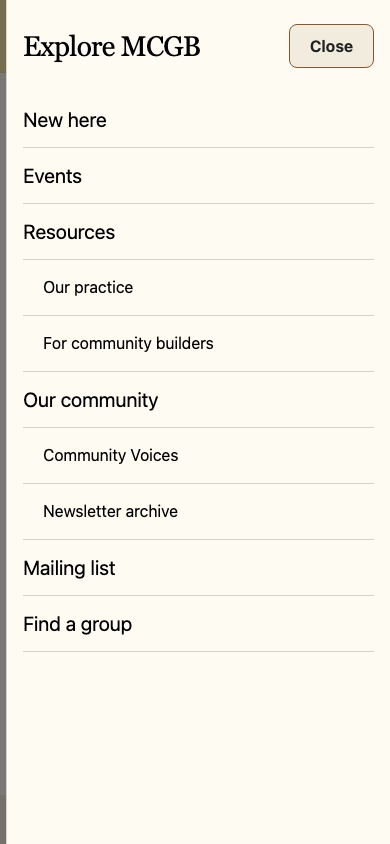 Explore MCGB
Close
New here
Events
Resources
Our practice
For community builders
Our community
Community Voices
Newsletter archive
Mailing list
Find a group